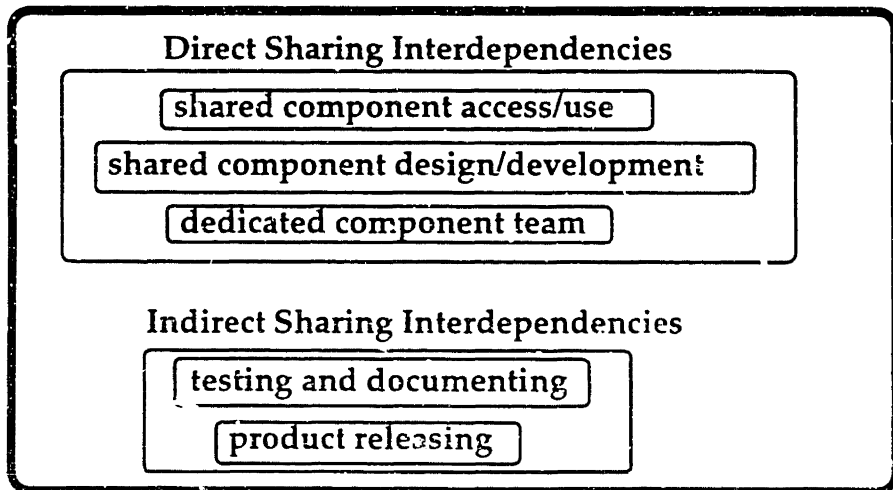 Direct Sharing Interdependencies
shared component access/use
shared component design/development
dedicated component team
Indirect Sharing Interdependencies
testing and documenting
product releasing